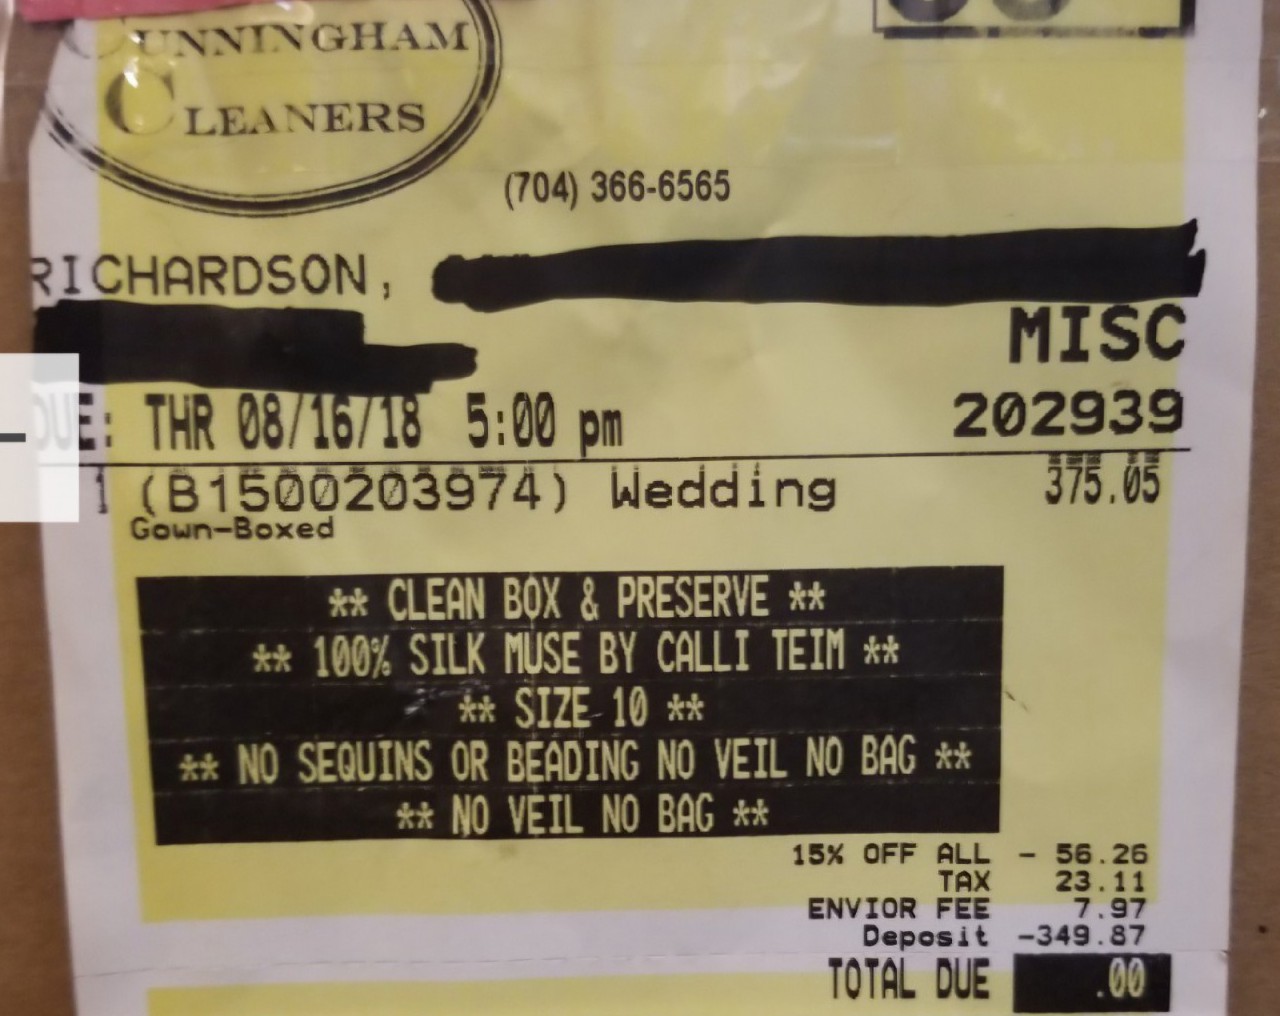 CUNNINGHAM
CLEANERS
(704) 366-6565
RICHARDSON,
MISC
DUE: THR 08/16/18 5:00 pm
202939
1 (B1500203974) Wedding 375.05
Gown-Boxed
** CLEAN BOX & PRESERVE **
** 100% SILK MUSE BY CALLI TEIM **
** SIZE 10 **
** NO SEQUINS OR BEADING NO VEIL NO BAG **
** NO VEIL NO BAG **
15% OFF ALL - 56.26
TAX 23.11
ENVIOR FEE 7.97
Deposit -349.87
TOTAL DUE .00